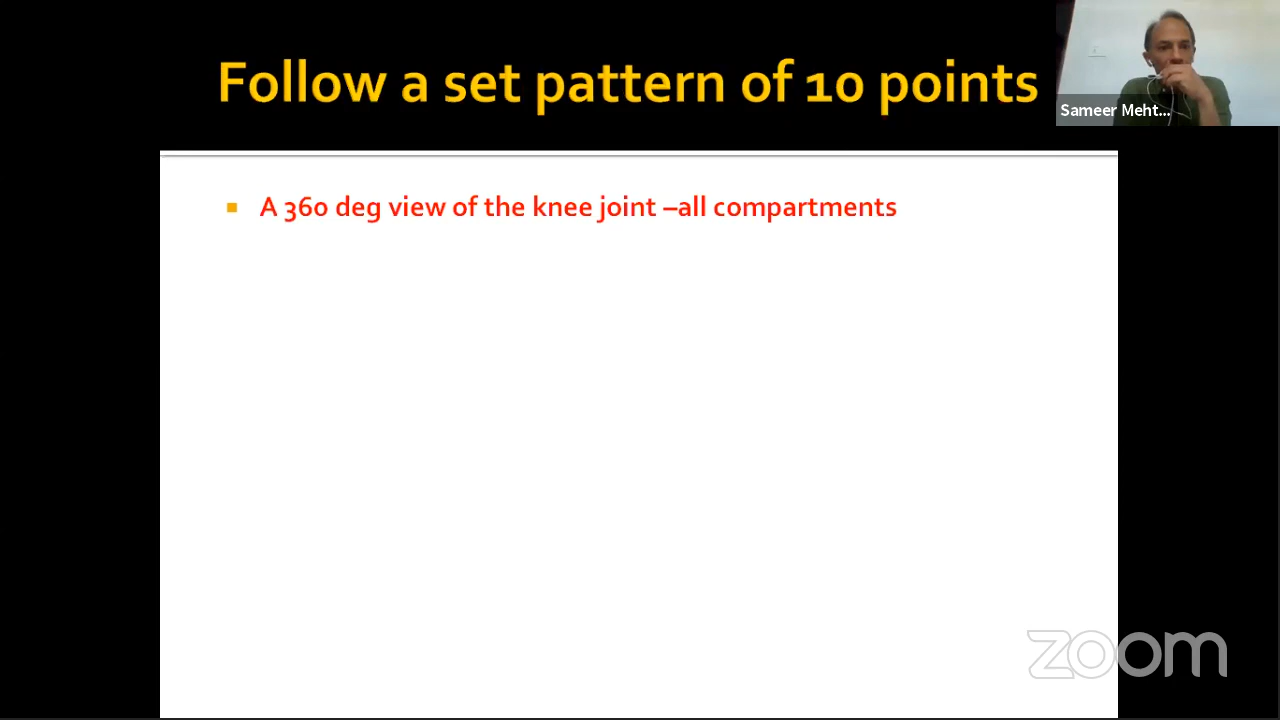 Follow a set pattern of 10 points
Sameer Meht...
A 360 deg view of the knee joint –all compartments
zoom